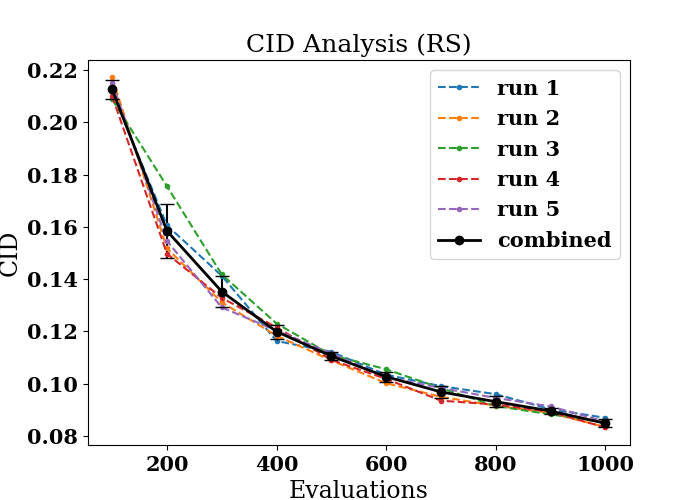 CID Analysis (RS)
0.22
0.20
0.18
0.16
0.14
0.12
0.10
0.08
CID
run 1
run 2
run 3
run 4
run 5
combined
200 400 600 800 1000
Evaluations